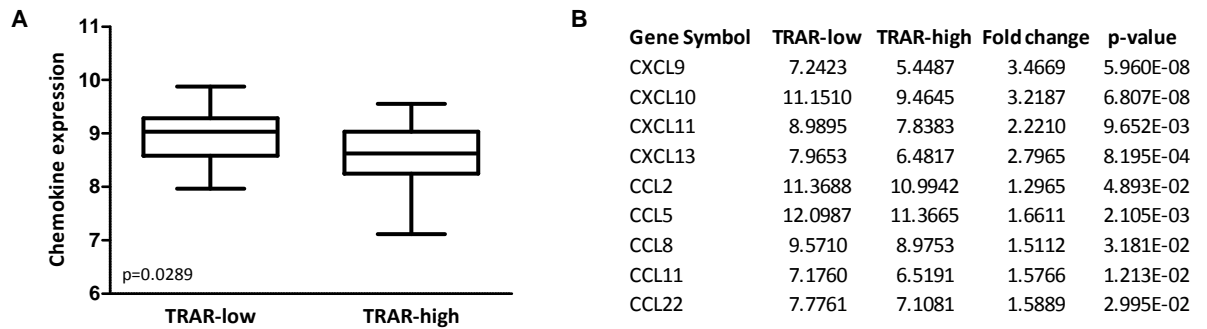 A
Chemokine expression
11
10
9
8
7
6
p=0.0289
TRAR-low TRAR-high
B
Gene Symbol TRAR-low TRAR-high Fold change p-value
CXCL9 7.2423 5.4487 3.4669 5.960E-08
CXCL10 11.1510 9.4645 3.2187 6.807E-08
CXCL11 8.9895 7.8383 2.2210 9.652E-03
CXCL13 7.9653 6.4817 2.7965 8.195E-04
CCL2 11.3688 10.9942 1.2965 4.893E-02
CCL5 12.0987 11.3665 1.6611 2.105E-03
CCL8 9.5710 8.9753 1.5112 3.181E-02
CCL11 7.1760 6.5191 1.5766 1.213E-02
CCL22 7.7761 7.1081 1.5889 2.995E-02